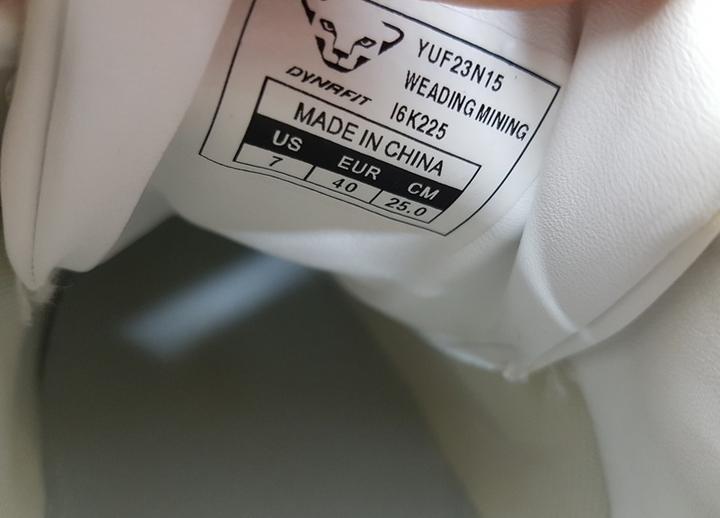 DYNAFIT
YUF23N15
WEADING MINING
I6K225
MADE IN CHINA
US EUR CM
7 40 25.0